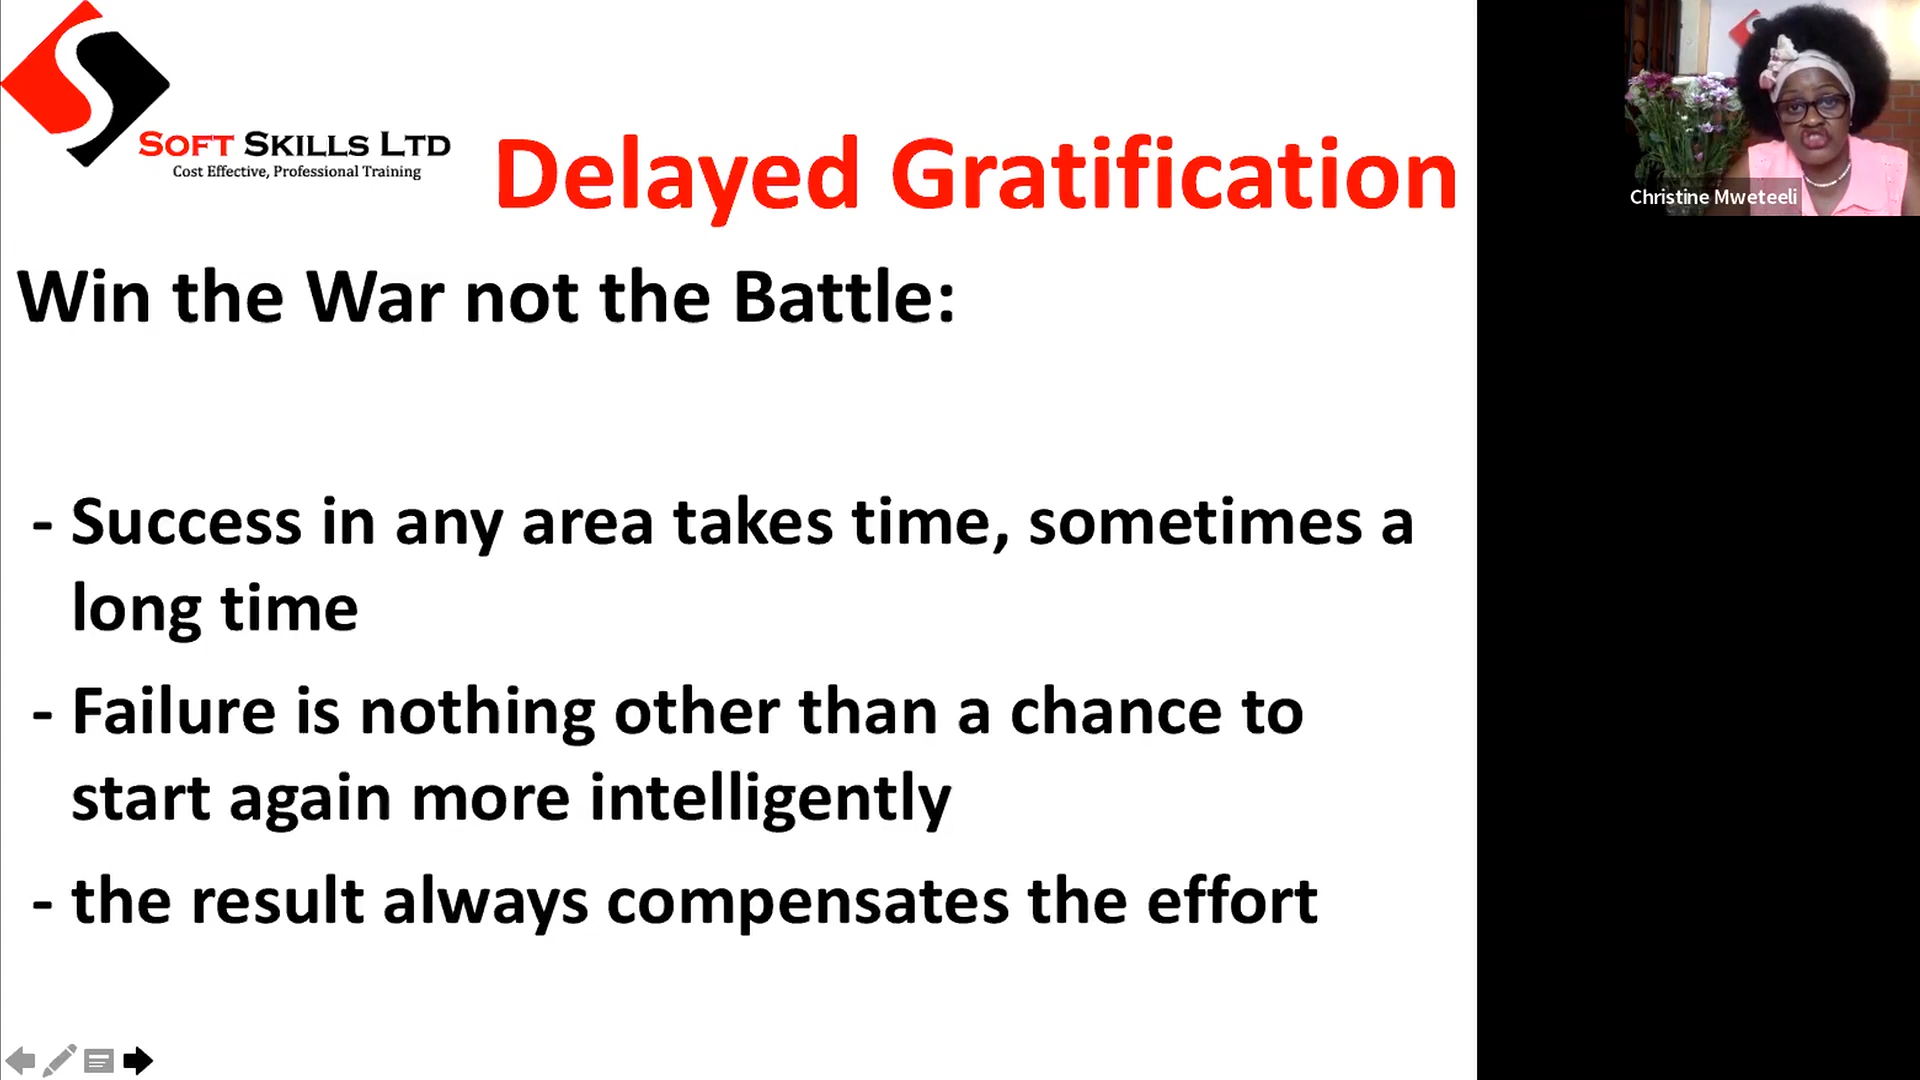 SOFT SKILLS LTD
Cost Effective, Professional Training
Delayed Gratification
Christine Mweteeli
Win the War not the Battle:
- Success in any area takes time, sometimes a
long time
- Failure is nothing other than a chance to
start again more intelligently
- the result always compensates the effort